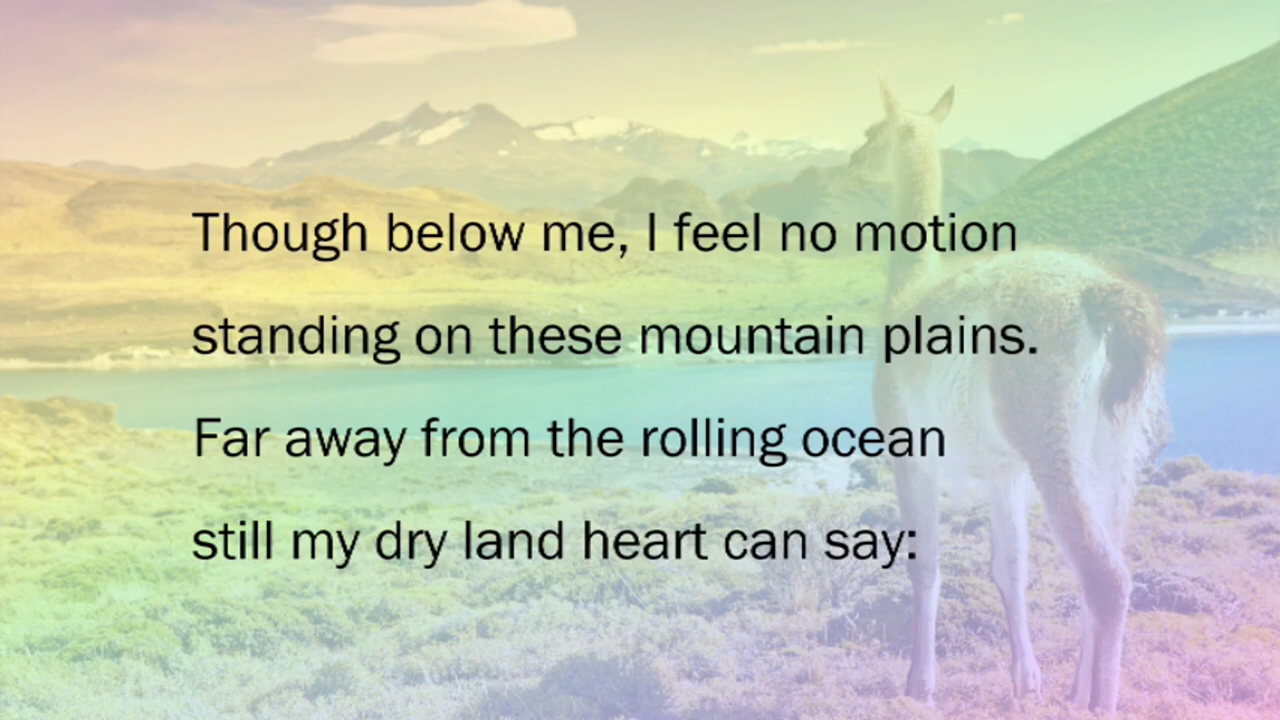 Though below me, I feel no motion
standing on these mountain plains.
Far away from the rolling ocean
still my dry land heart can say: